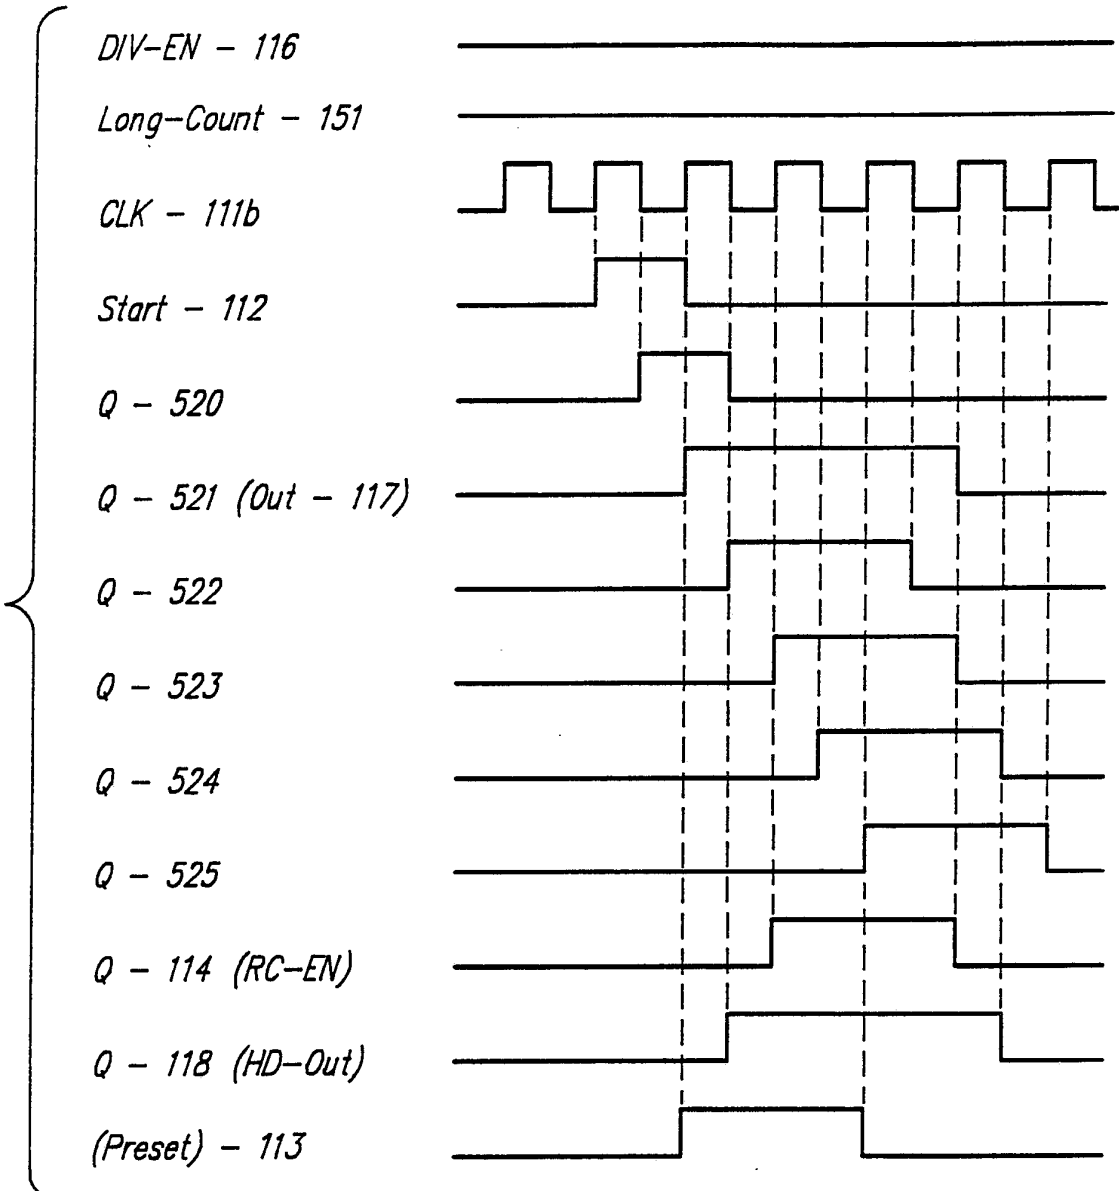 DIV-EN - 116
Long-Count - 151
CLK - 111b
Start - 112
Q - 520
Q - 521 (Out - 117)
Q - 522
Q - 523
Q - 524
Q - 525
Q - 114 (RC-EN)
Q - 118 (HD-Out)
(Preset) - 113